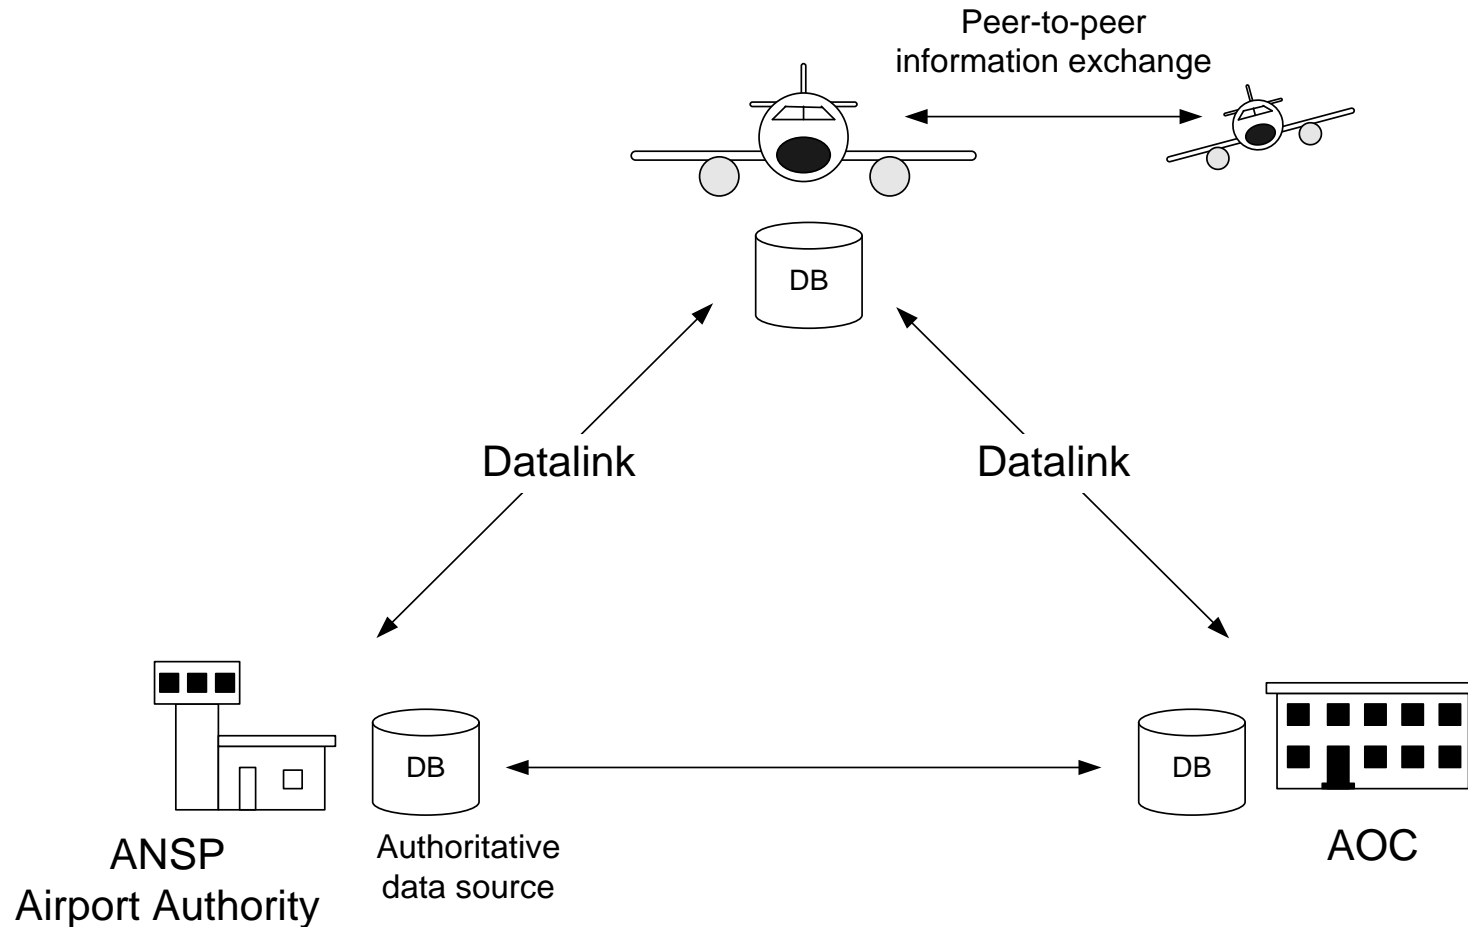 Peer-to-peer
information exchange
DB
Datalink
Datalink
DB
DB
ANSP
Airport Authority
Authoritative
data source
AOC